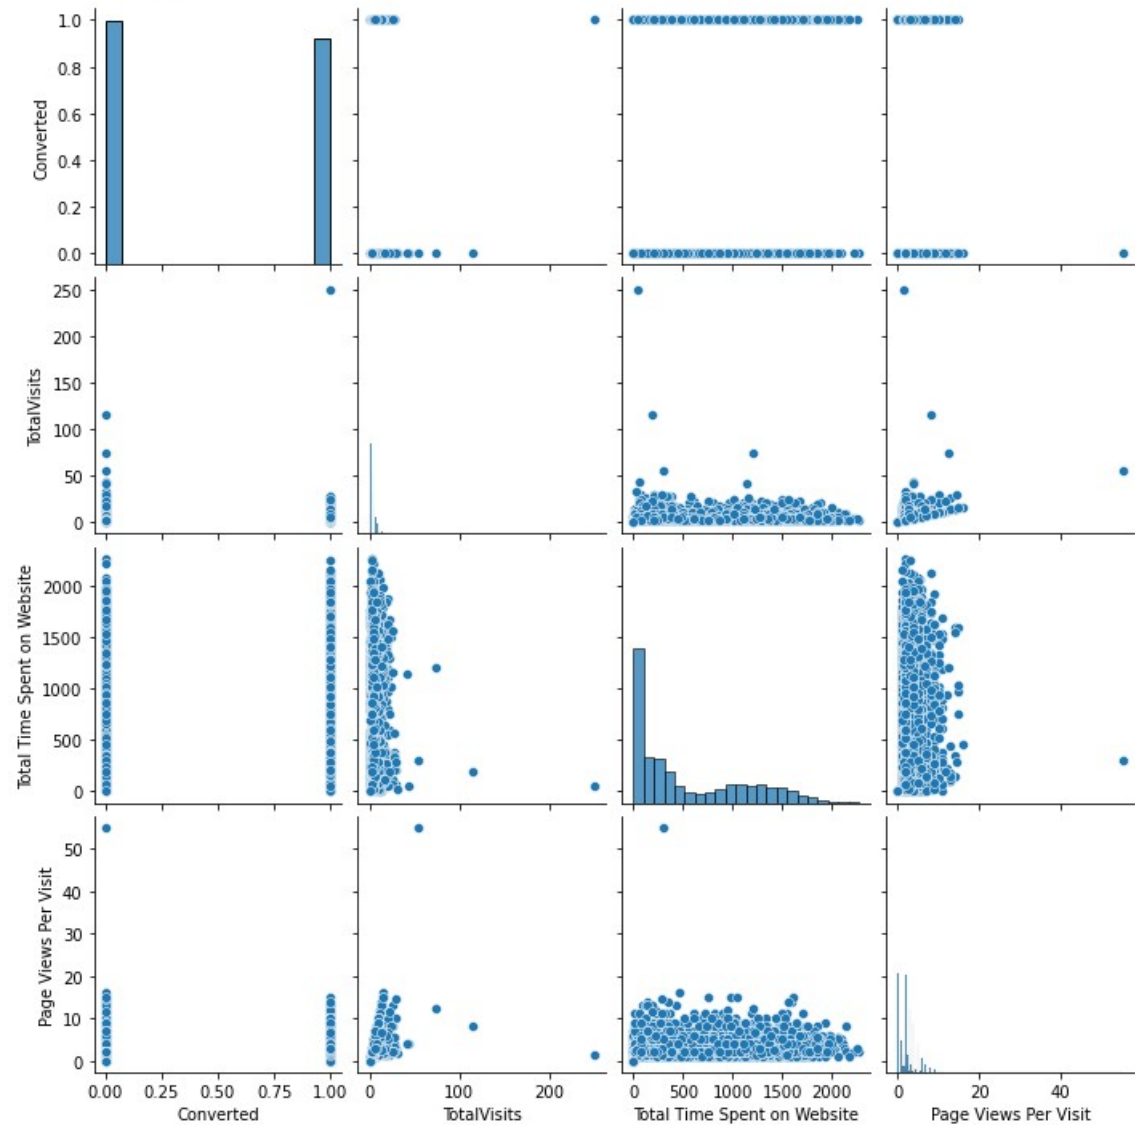 1.0
0.8
0.6
0.4
0.2
0.0
Converted
250
200
150
100
50
0
TotalVisits
2000
1500
1000
500
0
Total Time Spent on Website
50
40
30
20
10
0
Page Views Per Visit
0.00 0.25 0.50 0.75 1.00
Converted
0 100 200
TotalVisits
0 500 1000 1500 2000
Total Time Spent on Website
0 20 40
Page Views Per Visit